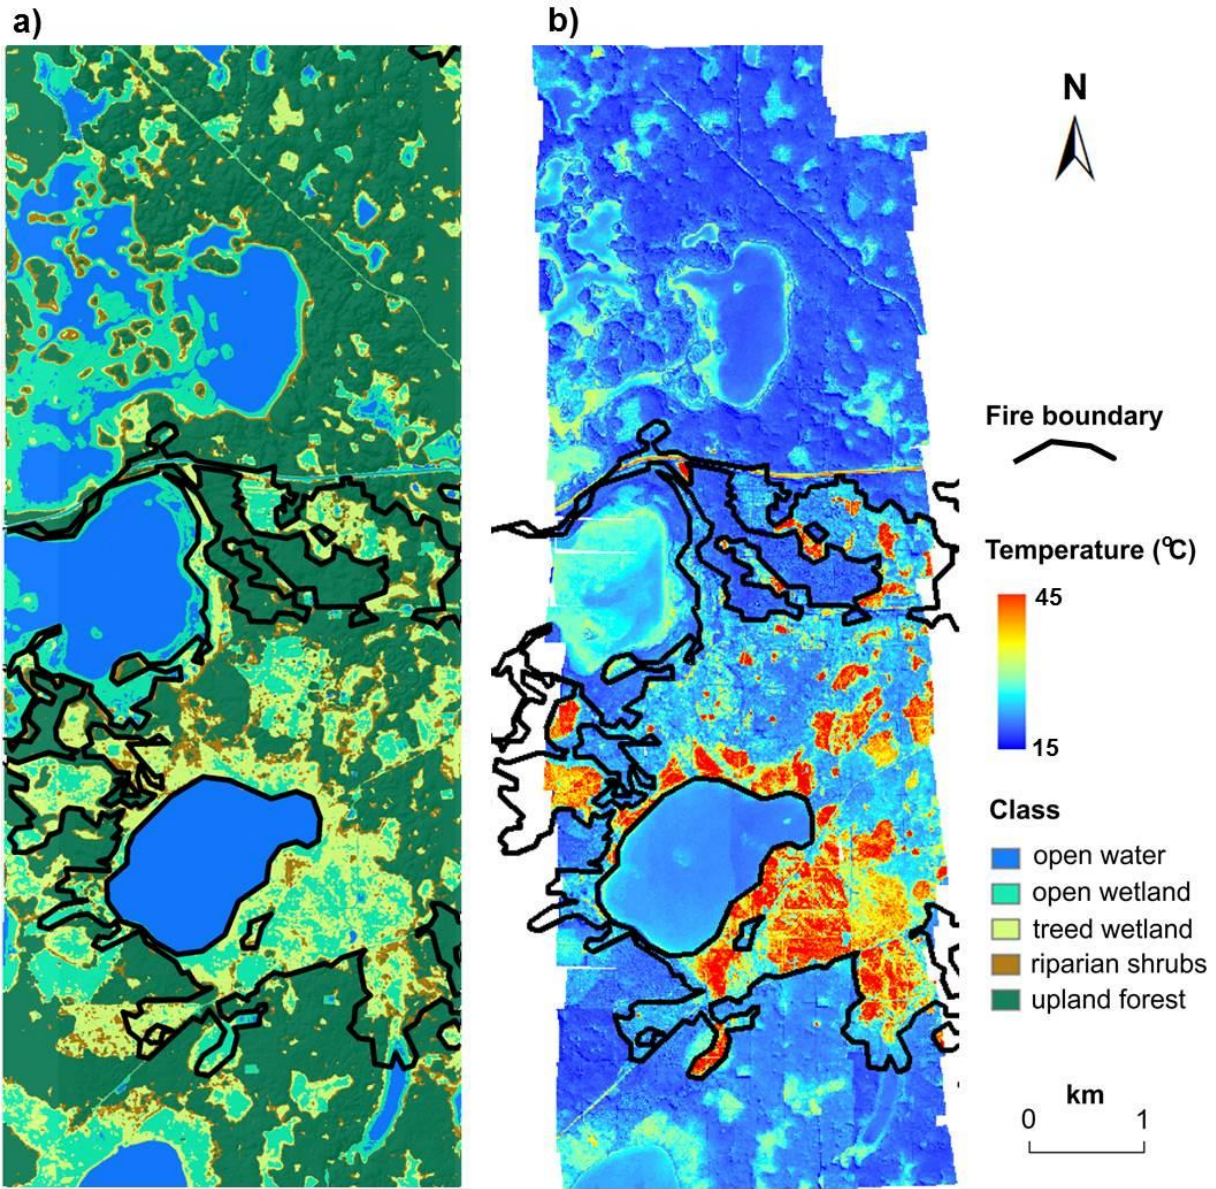 a)
b)
N
Fire boundary
Temperature (°C)
45
15
Class
open water
open wetland
treed wetland
riparian shrubs
upland forest
km
0 1